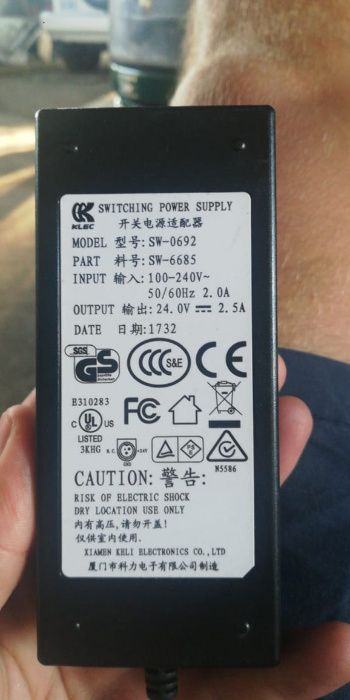 KLEC
SWITCHING POWER SUPPLY
开关电源适配器
MODEL 型号: SW-0692
PART 料号: SW-6685
INPUT 输入: 100-240V~
50/60Hz 2.0A
OUTPUT 输出: 24.0V ⎓ 2.5A
DATE 日期: 1732
SGS
GS
CCC S&E
CE
E310283
C UL US
LISTED
3KHG
FC
N.C. +24V
GND
PS
E
N5586
CAUTION: 警告:
RISK OF ELECTRIC SHOCK
DRY LOCATION USE ONLY
内有高压,请勿开盖!
仅供室内使用.
XIAMEN KELI ELECTRONICS CO.,LTD
厦门市科力电子有限公司制造